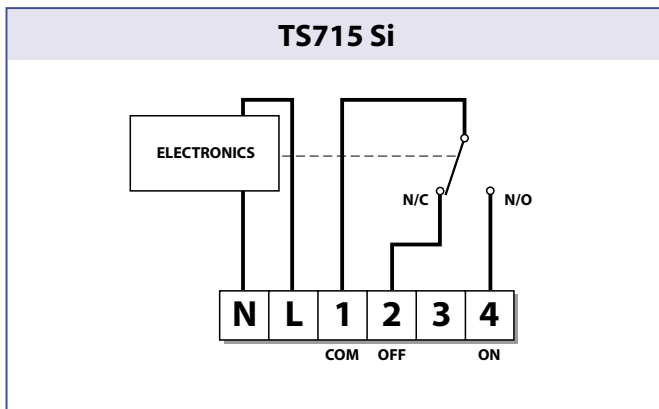 TS715 Si
ELECTRONICS
N/C N/O
N L 1 2 3 4
COM OFF ON